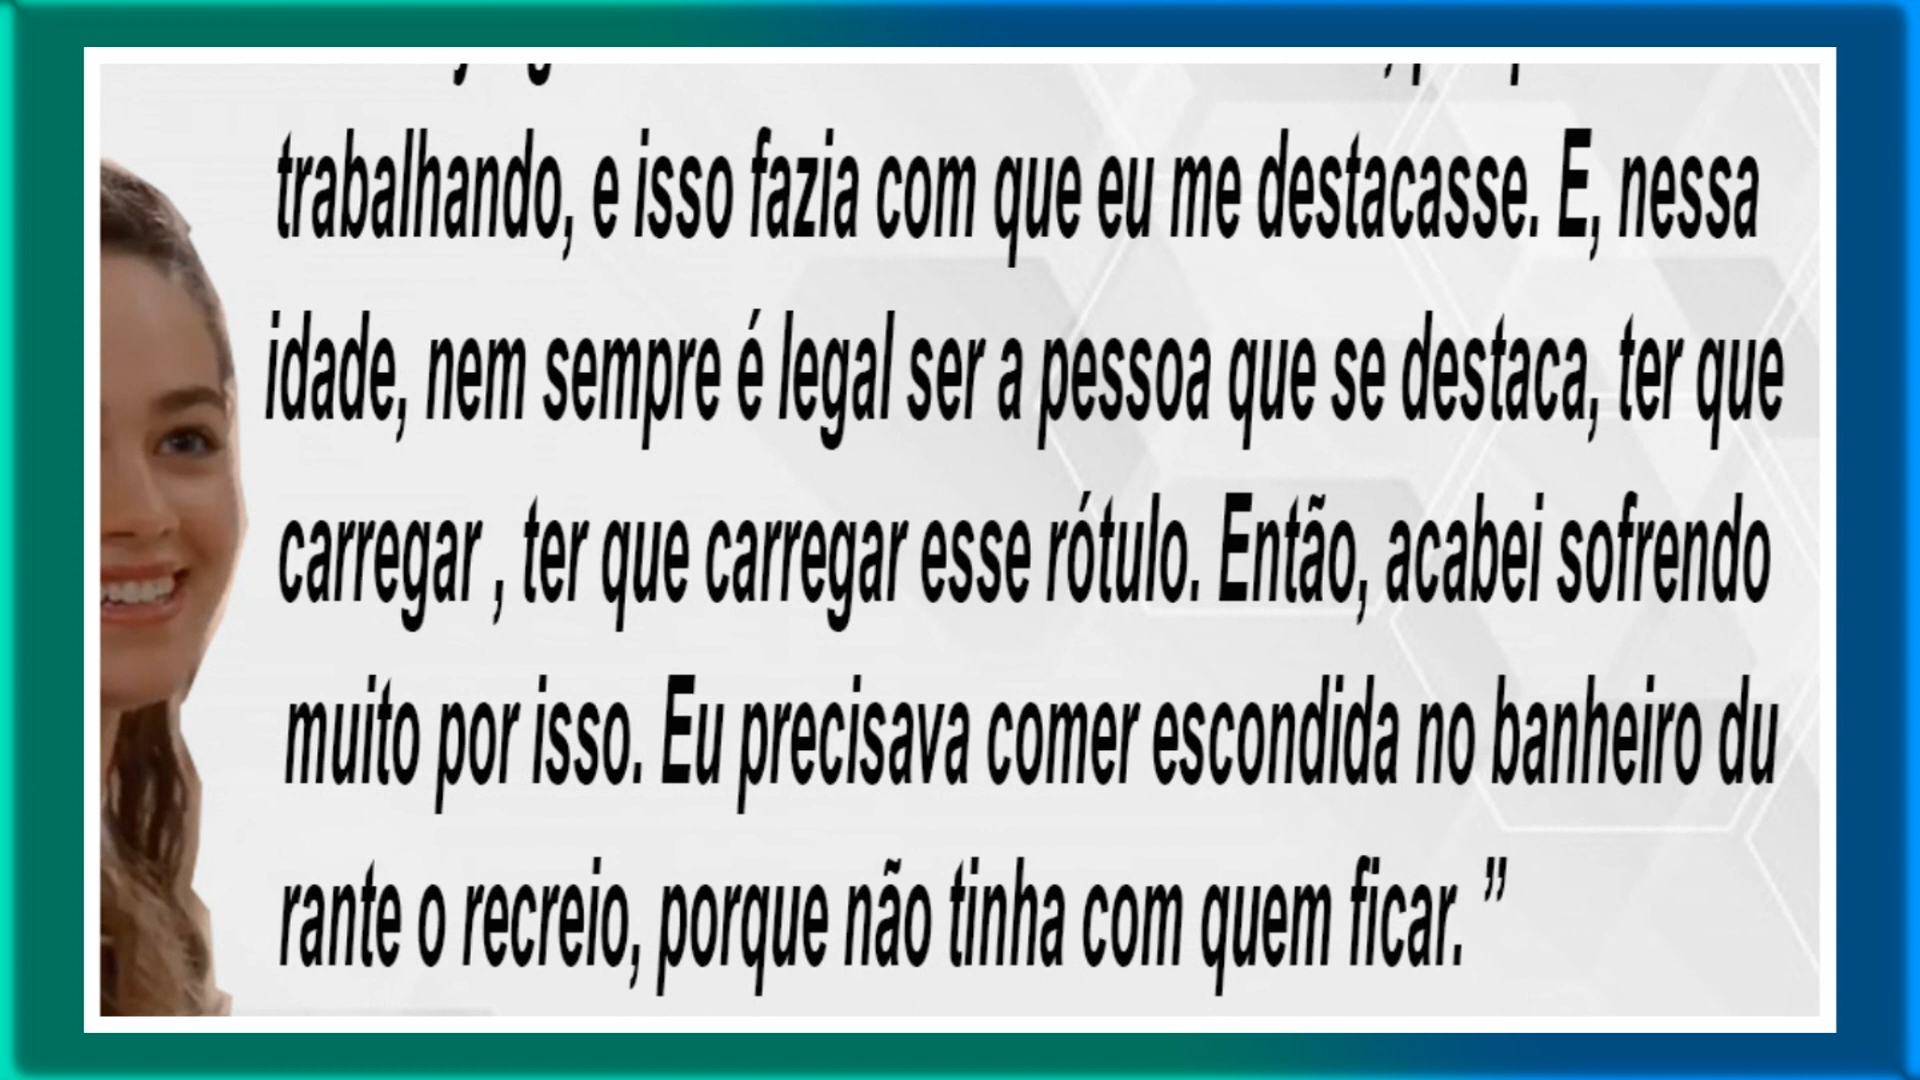 trabalhando, e isso fazia com que eu me destacasse. E, nessa
idade, nem sempre é legal ser a pessoa que se destaca, ter que
carregar , ter que carregar esse rótulo. Então, acabei sofrendo
muito por isso. Eu precisava comer escondida no banheiro du
rante o recreio, porque não tinha com quem ficar. ”